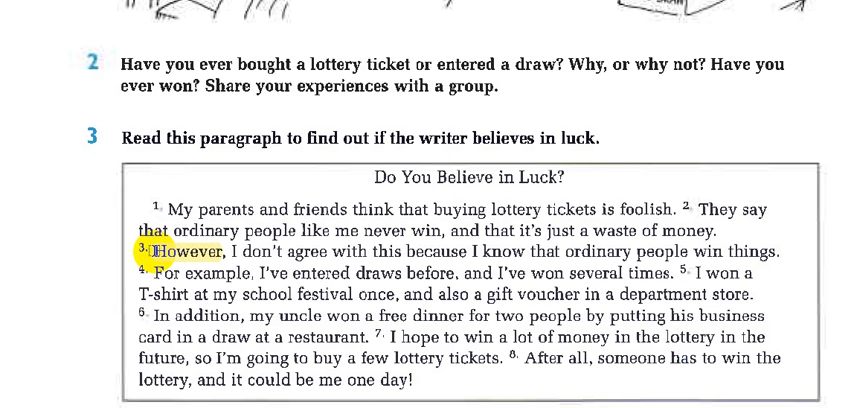 2 Have you ever bought a lottery ticket or entered a draw? Why, or why not? Have you
ever won? Share your experiences with a group.
3 Read this paragraph to find out if the writer believes in luck.
Do You Believe in Luck?
1. My parents and friends think that buying lottery tickets is foolish. 2. They say
that ordinary people like me never win, and that it's just a waste of money.
3. However, I don't agree with this because I know that ordinary people win things.
4. For example, I've entered draws before, and I've won several times. 5. I won a
T-shirt at my school festival once, and also a gift voucher in a department store.
6. In addition, my uncle won a free dinner for two people by putting his business
card in a draw at a restaurant. 7. I hope to win a lot of money in the lottery in the
future, so I'm going to buy a few lottery tickets. 8. After all, someone has to win the
lottery, and it could be me one day!